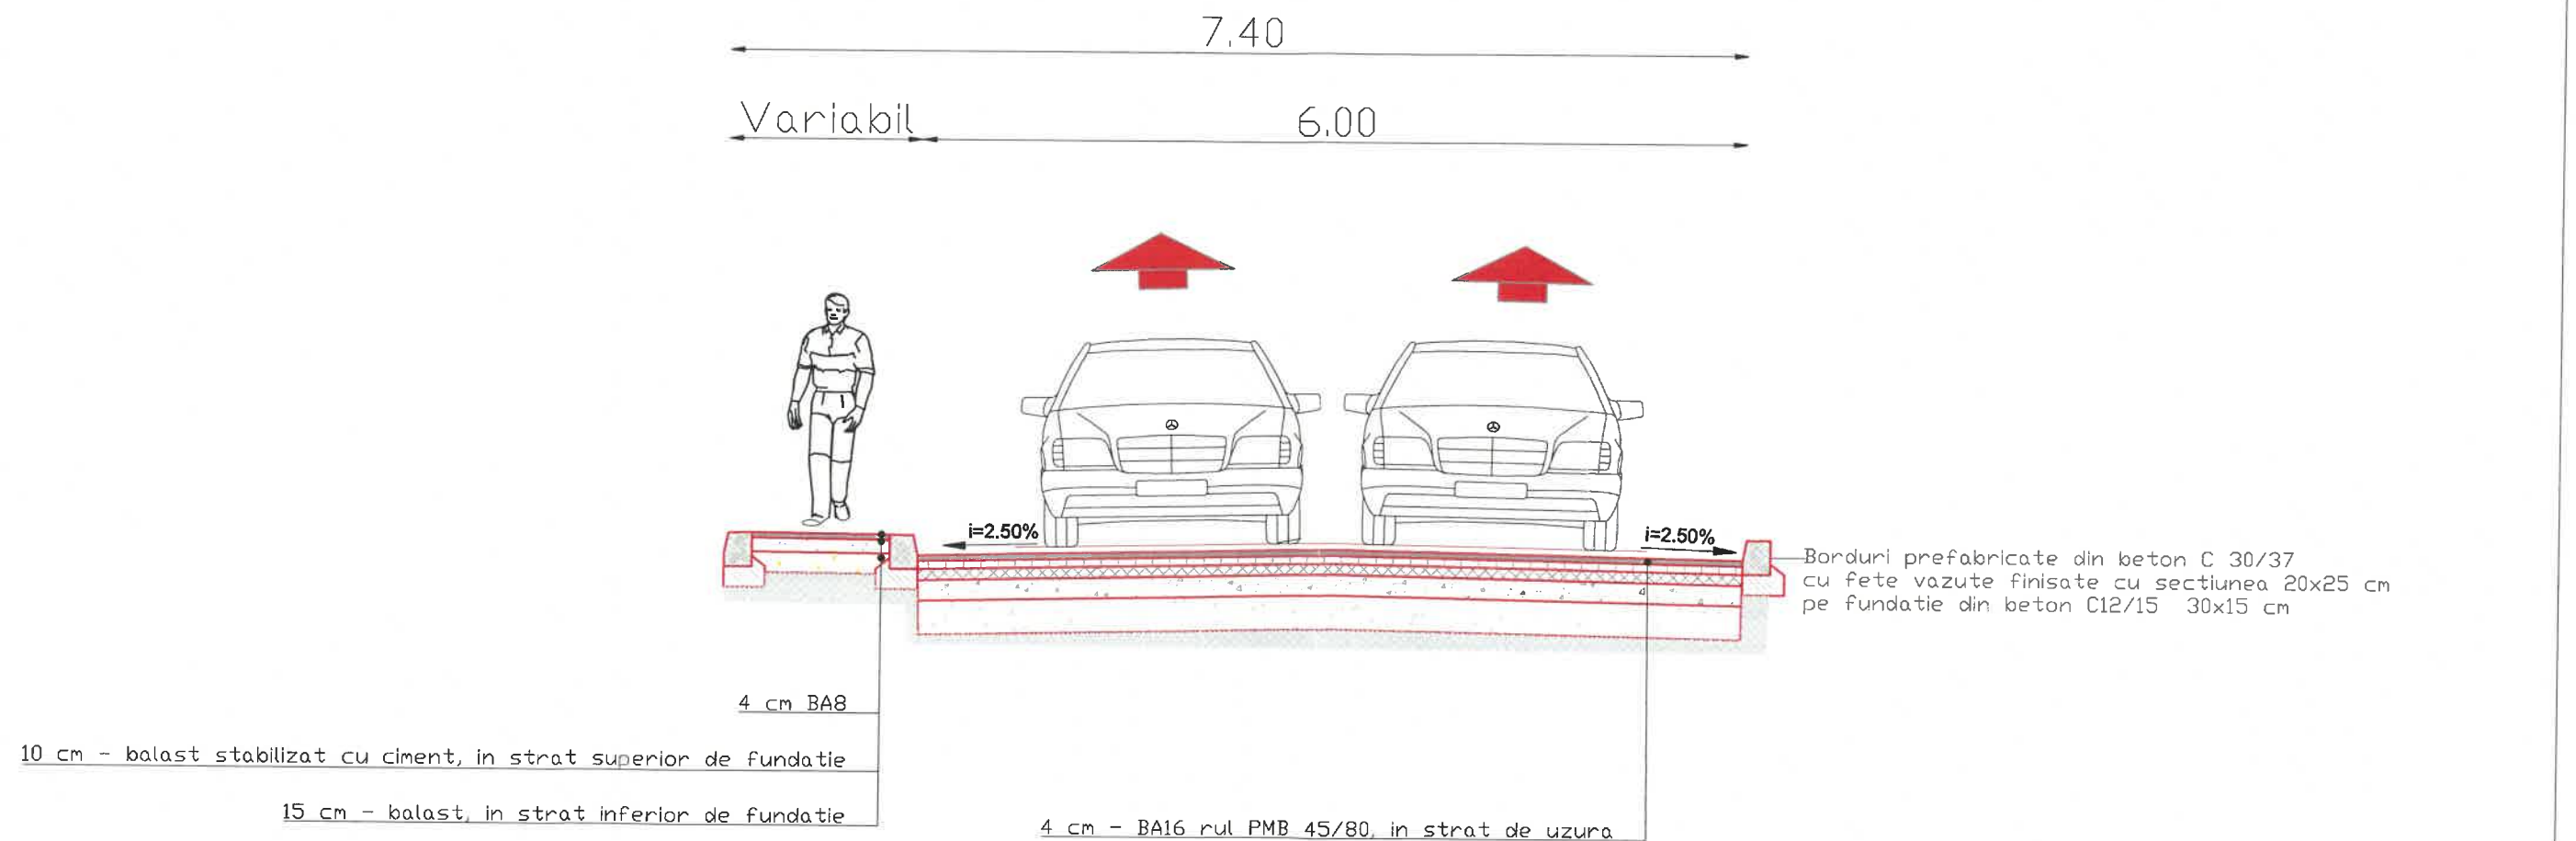 7.40
Variabil
6.00
i=2.50%
i=2.50%
Borduri prefabricate din beton C 30/37
cu fete vazute finisate cu sectiunea 20x25 cm
pe fundatie din beton C12/15 30x15 cm
4 cm BA8
10 cm - balast stabilizat cu ciment, in strat superior de fundatie
15 cm - balast, in strat inferior de fundatie
4 cm - BA16 rul PMB 45/80, in strat de uzura